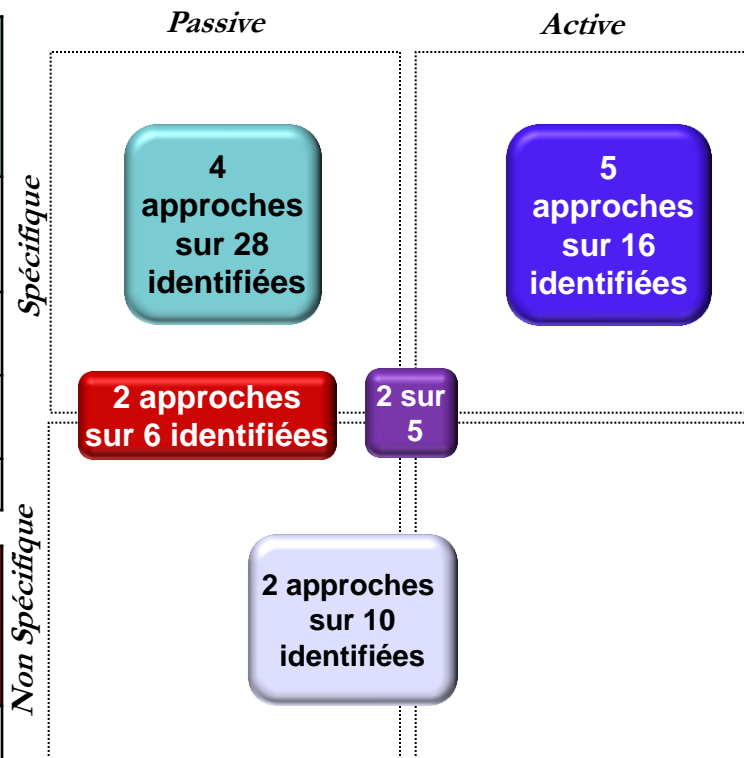 Passive
Active
Spécifique
4
approches
sur 28
identifiées
5
approches
sur 16
identifiées
2 approches
sur 6 identifiées
2 sur
5
Non Spécifique
2 approches
sur 10
identifiées